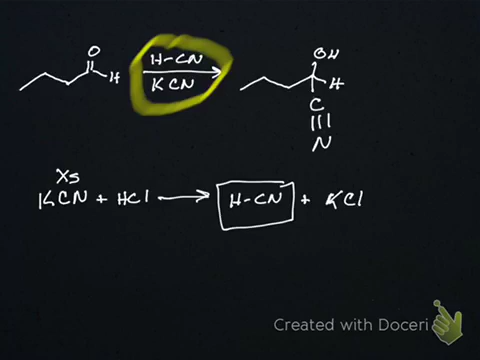 O
H
H-CN
KCN
OH
H
C
N
Xs
KCN + HCl → H-CN + KCl
Created with Doceri